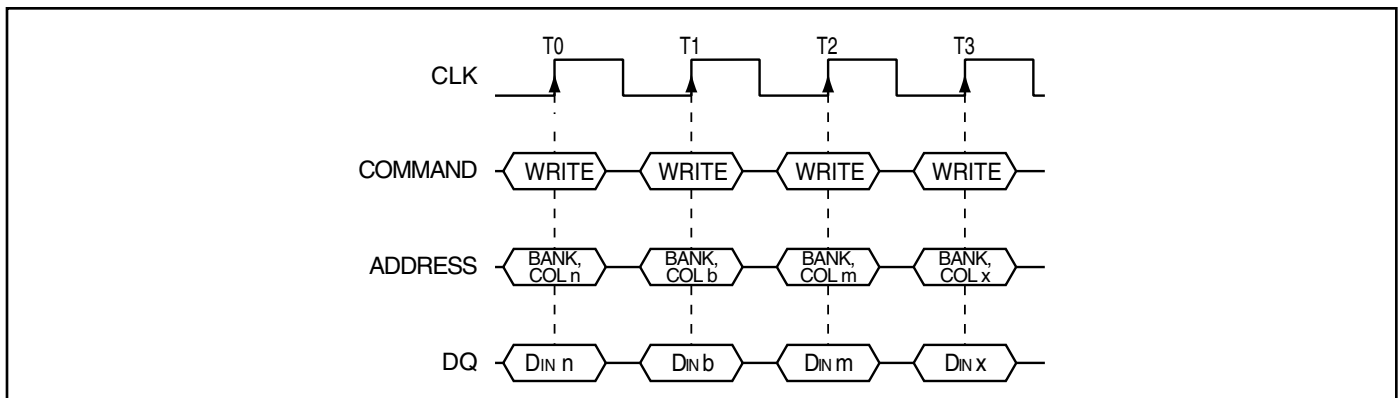 T0 T1 T2 T3
CLK
COMMAND WRITE WRITE WRITE WRITE
ADDRESS BANK, COL n BANK, COL b BANK, COL m BANK, COL x
DQ DIN n DIN b DIN m DIN x